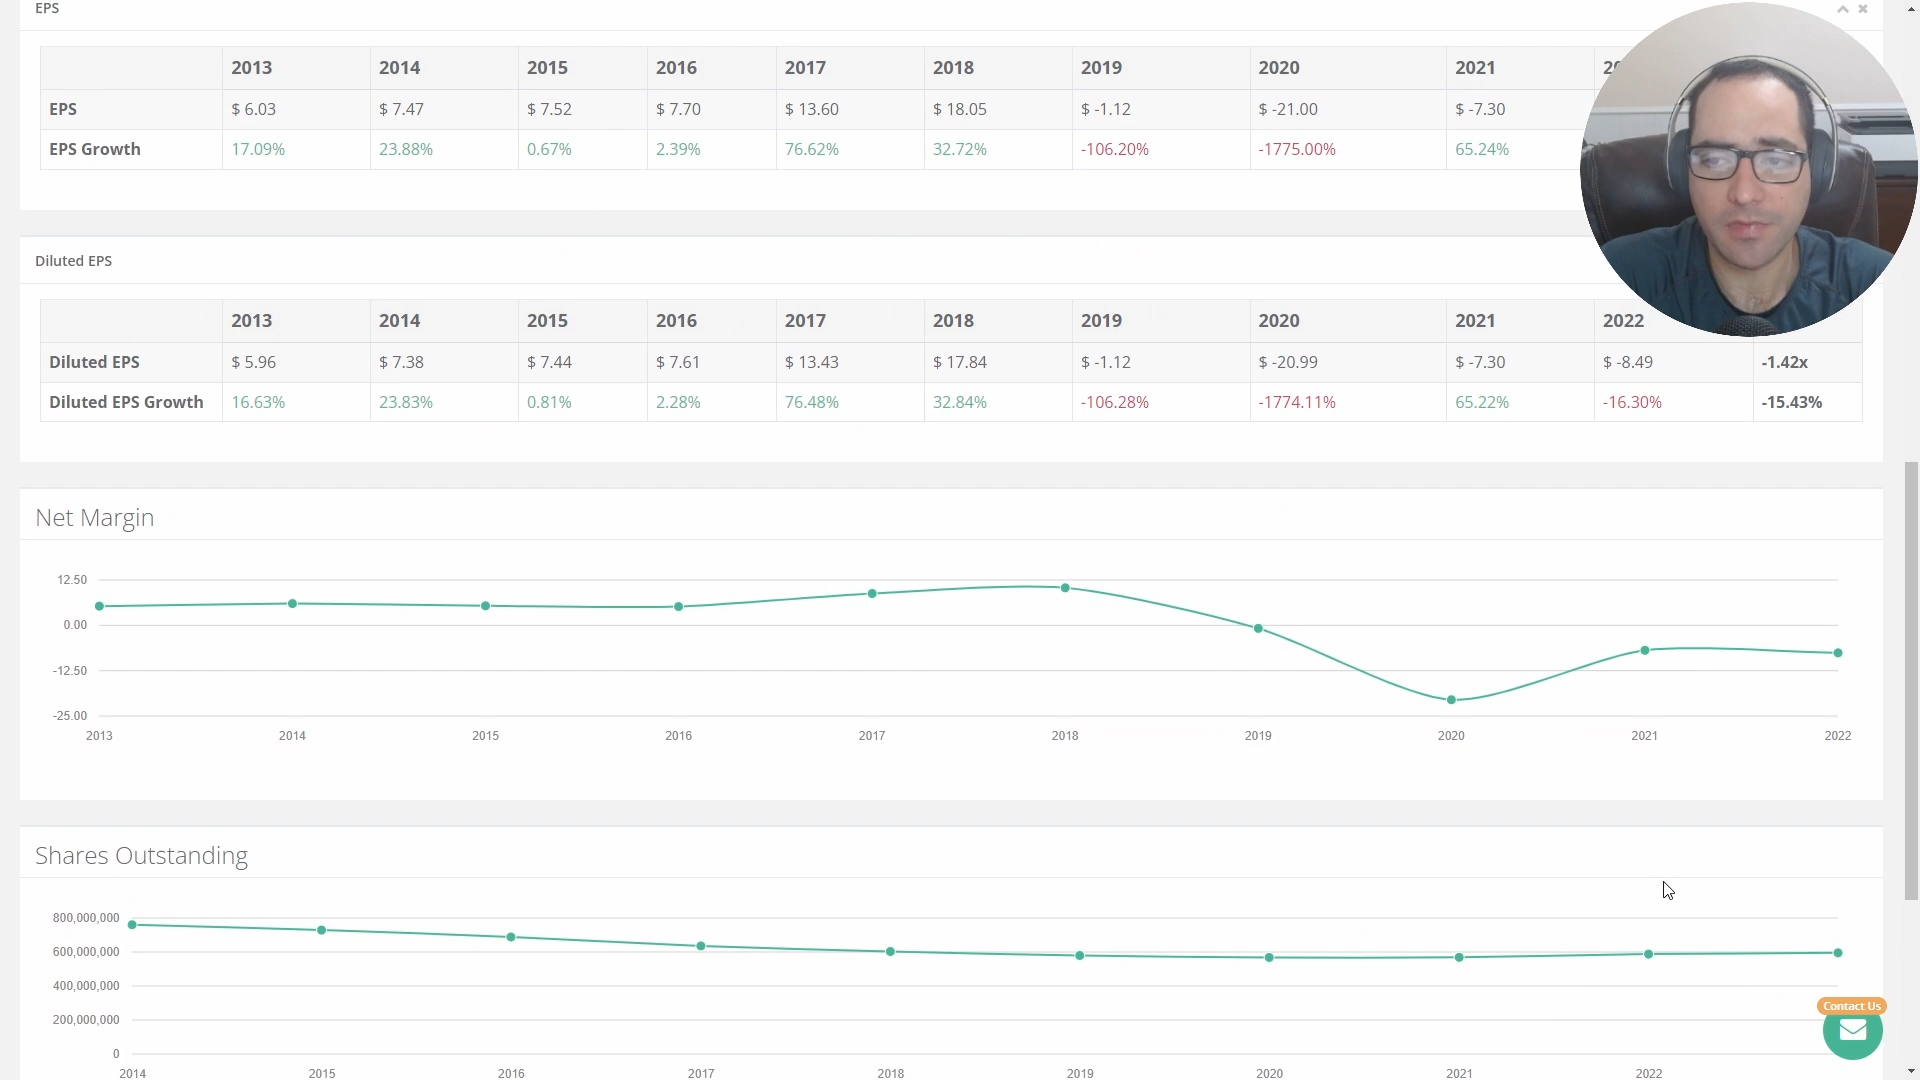 EPS
2013 2014 2015 2016 2017 2018 2019 2020 2021
EPS $ 6.03 $ 7.47 $ 7.52 $ 7.70 $ 13.60 $ 18.05 $ -1.12 $ -21.00 $ -7.30
EPS Growth 17.09% 23.88% 0.67% 2.39% 76.62% 32.72% -106.20% -1775.00% 65.24%
Diluted EPS
2013 2014 2015 2016 2017 2018 2019 2020 2021 2022
Diluted EPS $ 5.96 $ 7.38 $ 7.44 $ 7.61 $ 13.43 $ 17.84 $ -1.12 $ -20.99 $ -7.30 $ -8.49 -1.42x
Diluted EPS Growth 16.63% 23.83% 0.81% 2.28% 76.48% 32.84% -106.28% -1774.11% 65.22% -16.30% -15.43%
Net Margin
12.50
0.00
-12.50
-25.00
2013 2014 2015 2016 2017 2018 2019 2020 2021 2022
Shares Outstanding
800,000,000
600,000,000
400,000,000
200,000,000
0
2014 2015 2016 2017 2018 2019 2020 2021 2022
Contact Us